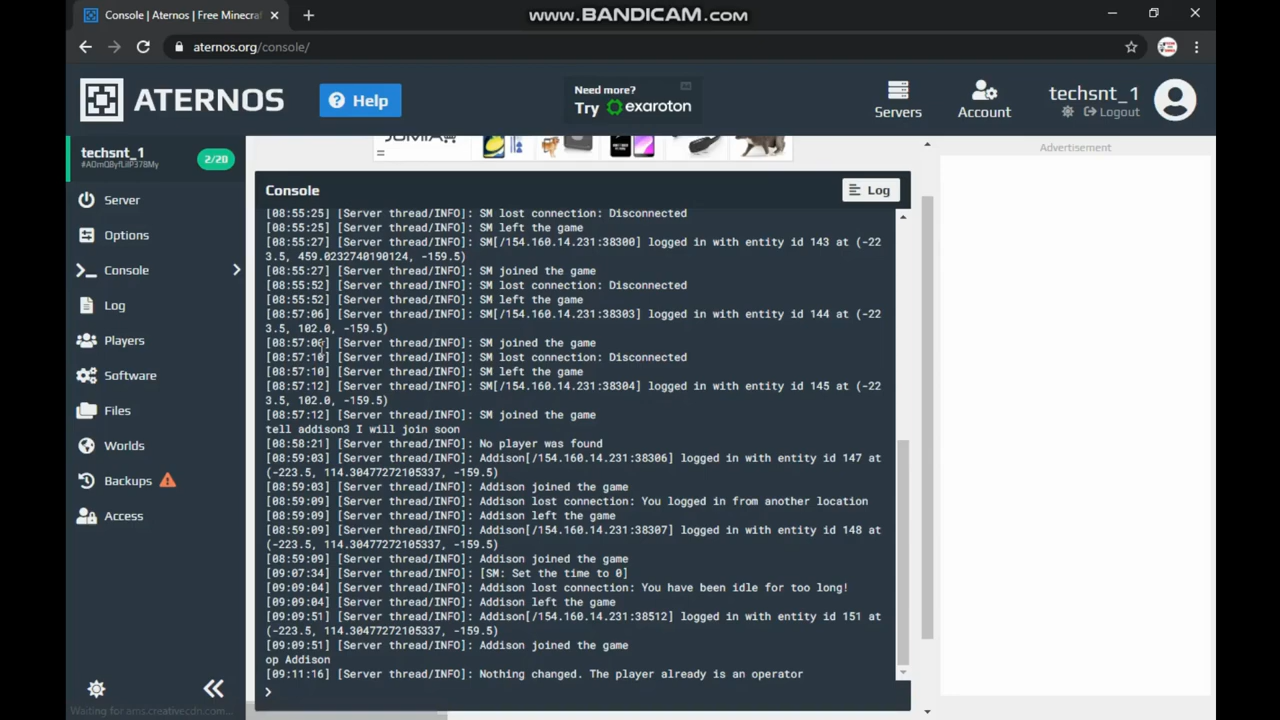 Console | Aternos | Free Minecraf
www.BANDICAM.com
aternos.org/console/
ATERNOS
Help
Need more?
Ad
Try exaroton
Servers
Account
techsnt_1
Logout
techsnt_1
2/20
Server
Options
Console
Log
Players
Software
Files
Worlds
Backups
Access
Waiting for ams.creativecdn.com...
JUMIA
Advertisement
Console
Log
[08:55:25] [Server thread/INFO]: SM lost connection: Disconnected
[08:55:25] [Server thread/INFO]: SM left the game
[08:55:27] [Server thread/INFO]: SM[/154.160.14.231:38300] logged in with entity id 143 at (-22
3.5, 459.0232740190124, -159.5)
[08:55:27] [Server thread/INFO]: SM joined the game
[08:55:52] [Server thread/INFO]: SM lost connection: Disconnected
[08:55:52] [Server thread/INFO]: SM left the game
[08:57:06] [Server thread/INFO]: SM[/154.160.14.231:38303] logged in with entity id 144 at (-22
3.5, 102.0, -159.5)
[08:57:06] [Server thread/INFO]: SM joined the game
[08:57:10] [Server thread/INFO]: SM lost connection: Disconnected
[08:57:10] [Server thread/INFO]: SM left the game
[08:57:12] [Server thread/INFO]: SM[/154.160.14.231:38304] logged in with entity id 145 at (-22
3.5, 102.0, -159.5)
[08:57:12] [Server thread/INFO]: SM joined the game
tell addison3 I will join soon
[08:58:21] [Server thread/INFO]: No player was found
[08:59:03] [Server thread/INFO]: Addison[/154.160.14.231:38306] logged in with entity id 147 at
(-223.5, 114.30477272105337, -159.5)
[08:59:03] [Server thread/INFO]: Addison joined the game
[08:59:09] [Server thread/INFO]: Addison lost connection: You logged in from another location
[08:59:09] [Server thread/INFO]: Addison left the game
[08:59:09] [Server thread/INFO]: Addison[/154.160.14.231:38307] logged in with entity id 148 at
(-223.5, 114.30477272105337, -159.5)
[08:59:09] [Server thread/INFO]: Addison joined the game
[09:07:34] [Server thread/INFO]: [SM: Set the time to 0]
[09:09:04] [Server thread/INFO]: Addison lost connection: You have been idle for too long!
[09:09:04] [Server thread/INFO]: Addison left the game
[09:09:51] [Server thread/INFO]: Addison[/154.160.14.231:38512] logged in with entity id 151 at
(-223.5, 114.30477272105337, -159.5)
[09:09:51] [Server thread/INFO]: Addison joined the game
op Addison
[09:11:16] [Server thread/INFO]: Nothing changed. The player already is an operator